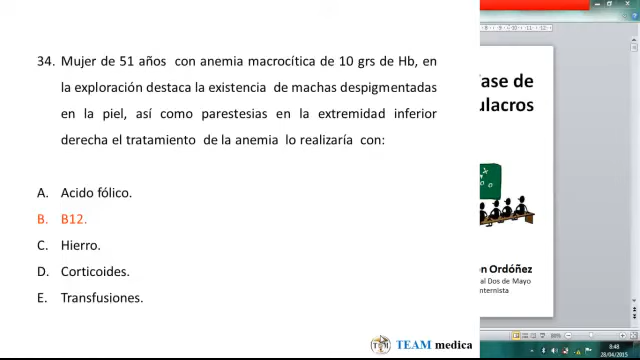 34. Mujer de 51 años con anemia macrocítica de 10 grs de Hb, en
la exploración destaca la existencia de machas despigmentadas
en la piel, así como parestesias en la extremidad inferior
derecha el tratamiento de la anemia lo realizaría con:
A. Acido fólico.
B. B12.
C. Hierro.
D. Corticoides.
E. Transfusiones.
TEAM medica
ase de
ulacros
n Ordóñez
al Dos de Mayo
nternista
8:48
28/04/2015